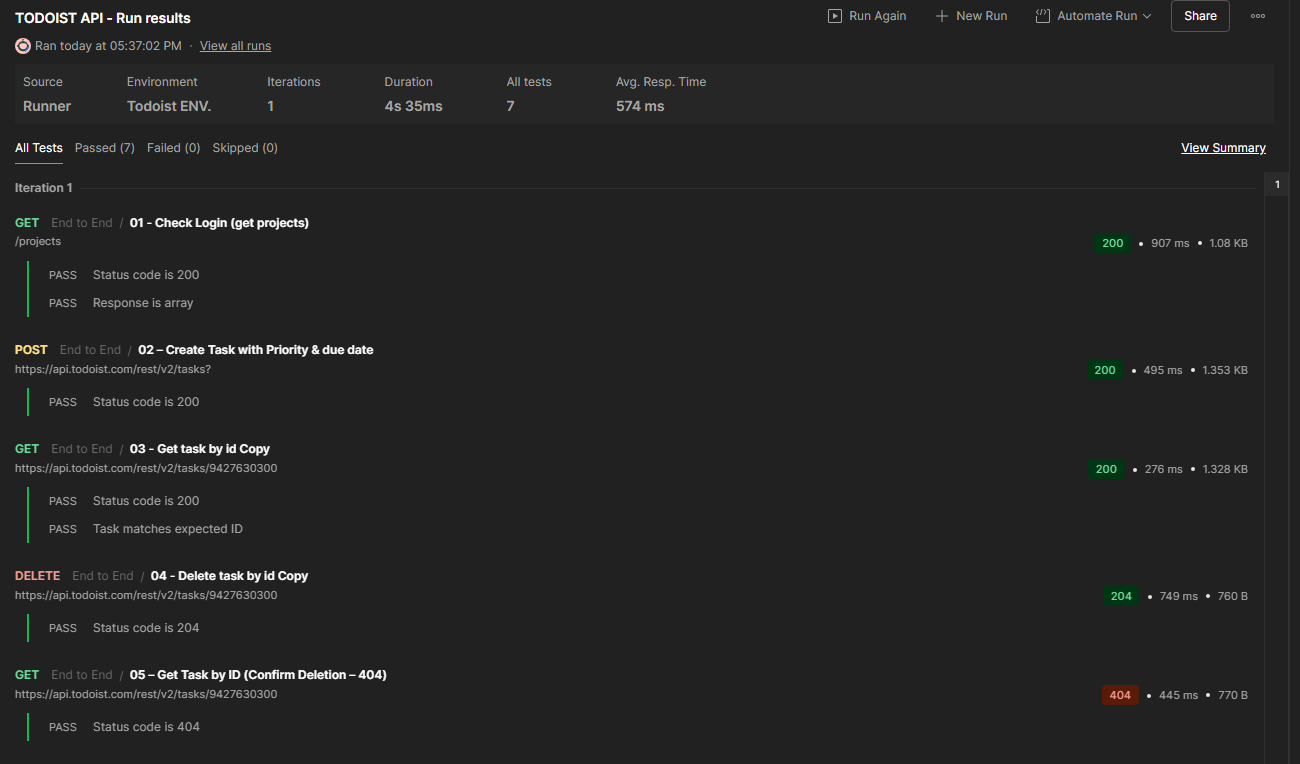 TODOIST API - Run results
Run Again New Run Automate Run Share
Ran today at 05:37:02 PM · View all runs
Source Environment Iterations Duration All tests Avg. Resp. Time
Runner Todoist ENV. 1 4s 35ms 7 574 ms
All Tests Passed (7) Failed (0) Skipped (0) View Summary
Iteration 1 1
GET End to End / 01 - Check Login (get projects)
/projects 200 • 907 ms • 1.08 KB
PASS Status code is 200
PASS Response is array
POST End to End / 02 – Create Task with Priority & due date
https://api.todoist.com/rest/v2/tasks? 200 • 495 ms • 1.353 KB
PASS Status code is 200
GET End to End / 03 - Get task by id Copy
https://api.todoist.com/rest/v2/tasks/9427630300 200 • 276 ms • 1.328 KB
PASS Status code is 200
PASS Task matches expected ID
DELETE End to End / 04 - Delete task by id Copy
https://api.todoist.com/rest/v2/tasks/9427630300 204 • 749 ms • 760 B
PASS Status code is 204
GET End to End / 05 – Get Task by ID (Confirm Deletion – 404)
https://api.todoist.com/rest/v2/tasks/9427630300 404 • 445 ms • 770 B
PASS Status code is 404